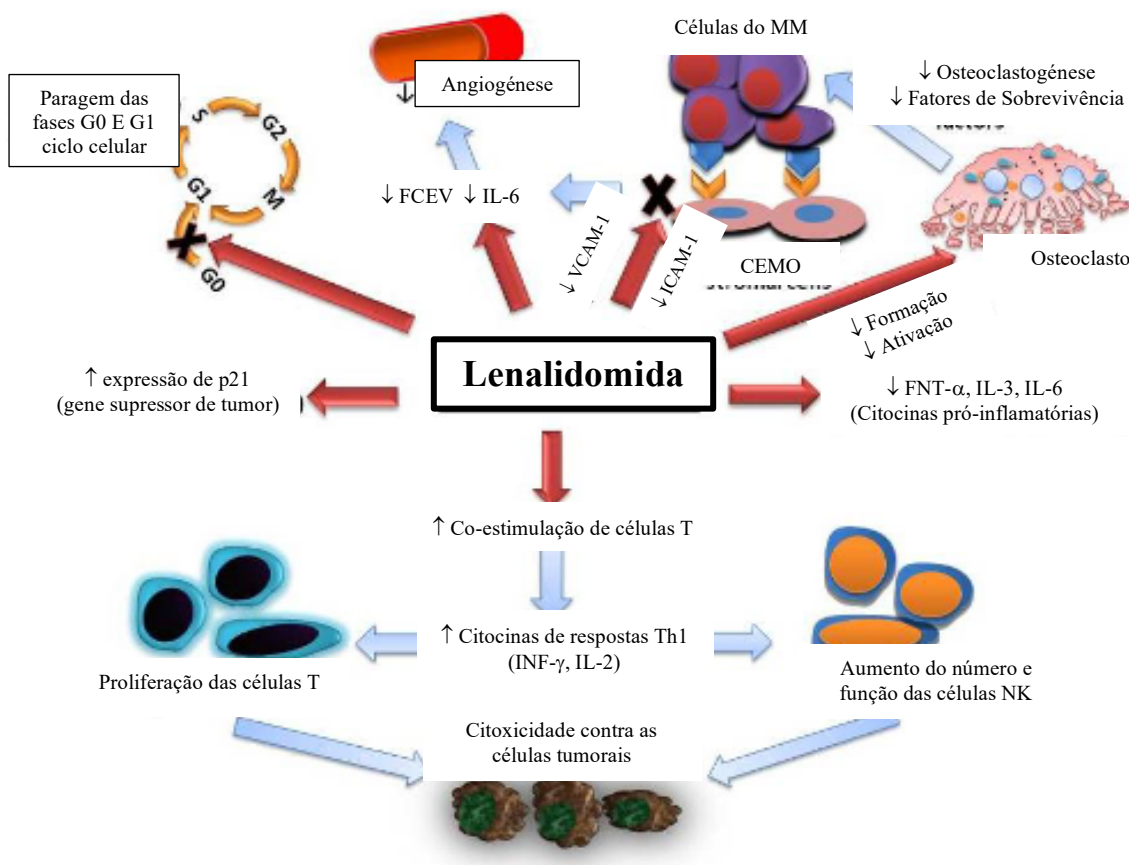 Células do MM
Paragem das
fases G0 E G1
ciclo celular
S
G2
M
G1
G0
↓
Angiogénese
↓ Osteoclastogénese
↓ Fatores de Sobrevivência
factors
↓ FCEV ↓ IL-6
↓ VCAM-1
↓ ICAM-1
CEMO
Osteoclasto
↓ Formação
↓ Ativação
Lenalidomida
↑ expressão de p21
(gene supressor de tumor)
↓ FNT-α, IL-3, IL-6
(Citocinas pró-inflamatórias)
↑ Co-estimulação de células T
↑ Citocinas de respostas Th1
(INF-γ, IL-2)
Proliferação das células T
Aumento do número e
função das células NK
Citoxicidade contra as
células tumorais